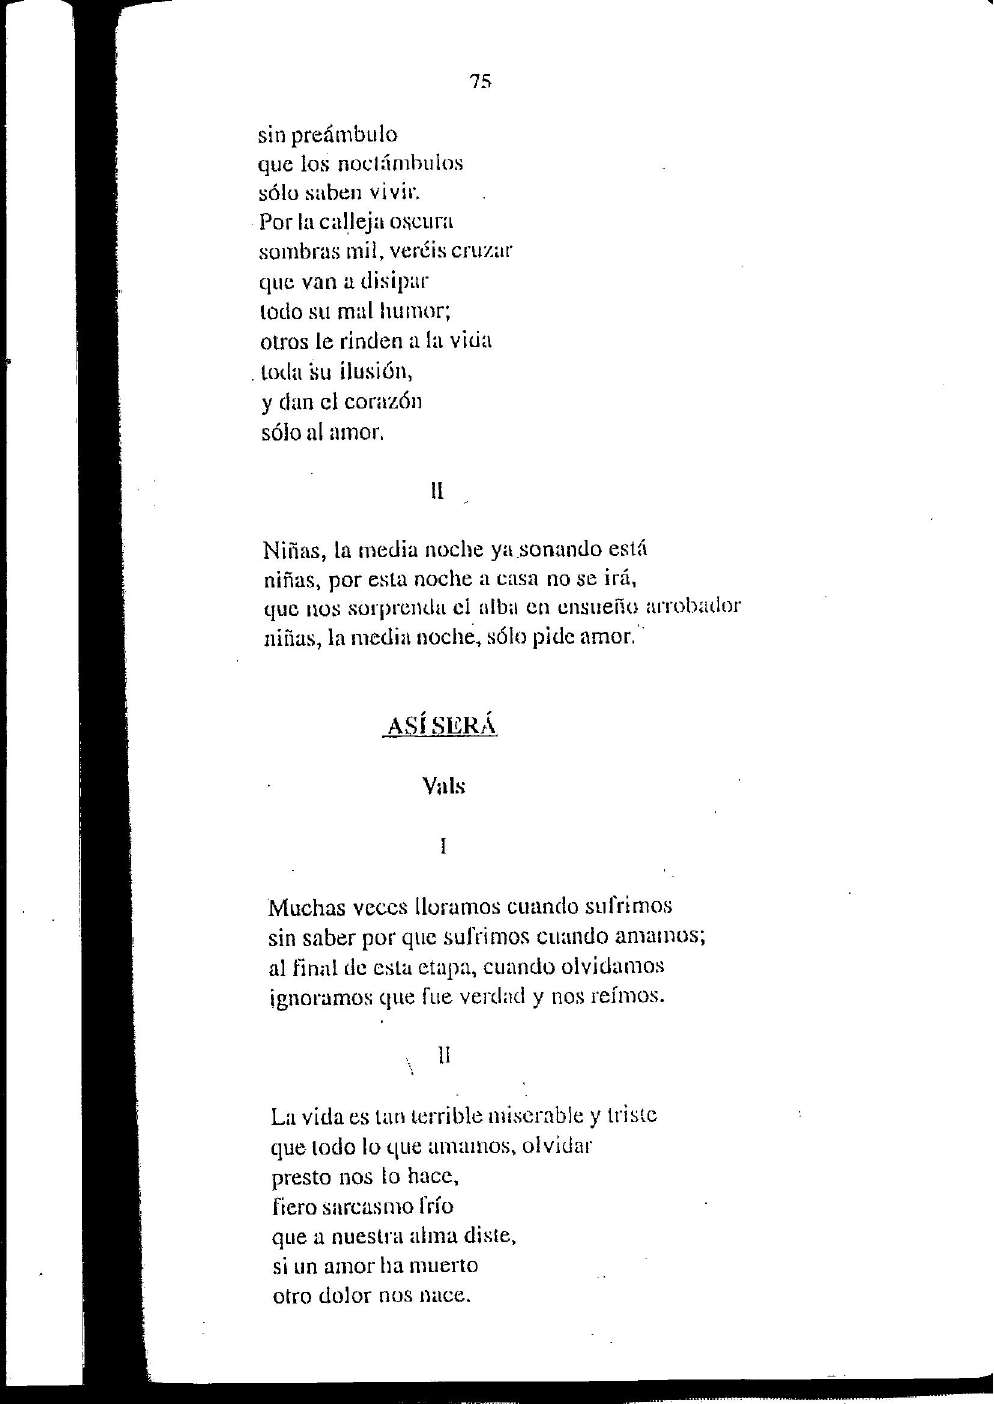 75
sin preámbulo
que los noctámbulos
sólo saben vivir.
Por la calleja oscura
sombras mil, veréis cruzar
que van a disipar
todo su mal humor;
otros le rinden a la vida
toda su ilusión,
y dan el corazón
sólo al amor.
II
Niñas, la media noche ya sonando está
niñas, por esta noche a casa no se irá,
que nos sorprenda el alba en ensueño arrobador
niñas, la media noche, sólo pide amor.
ASÍ SERÁ
Vals
I
Muchas veces lloramos cuando sufrimos
sin saber por que sufrimos cuando amamos;
al final de esta etapa, cuando olvidamos
ignoramos que fue verdad y nos reímos.
II
La vida es tan terrible miserable y triste
que todo lo que amamos, olvidar
presto nos lo hace,
fiero sarcasmo frío
que a nuestra alma diste,
si un amor ha muerto
otro dolor nos nace.